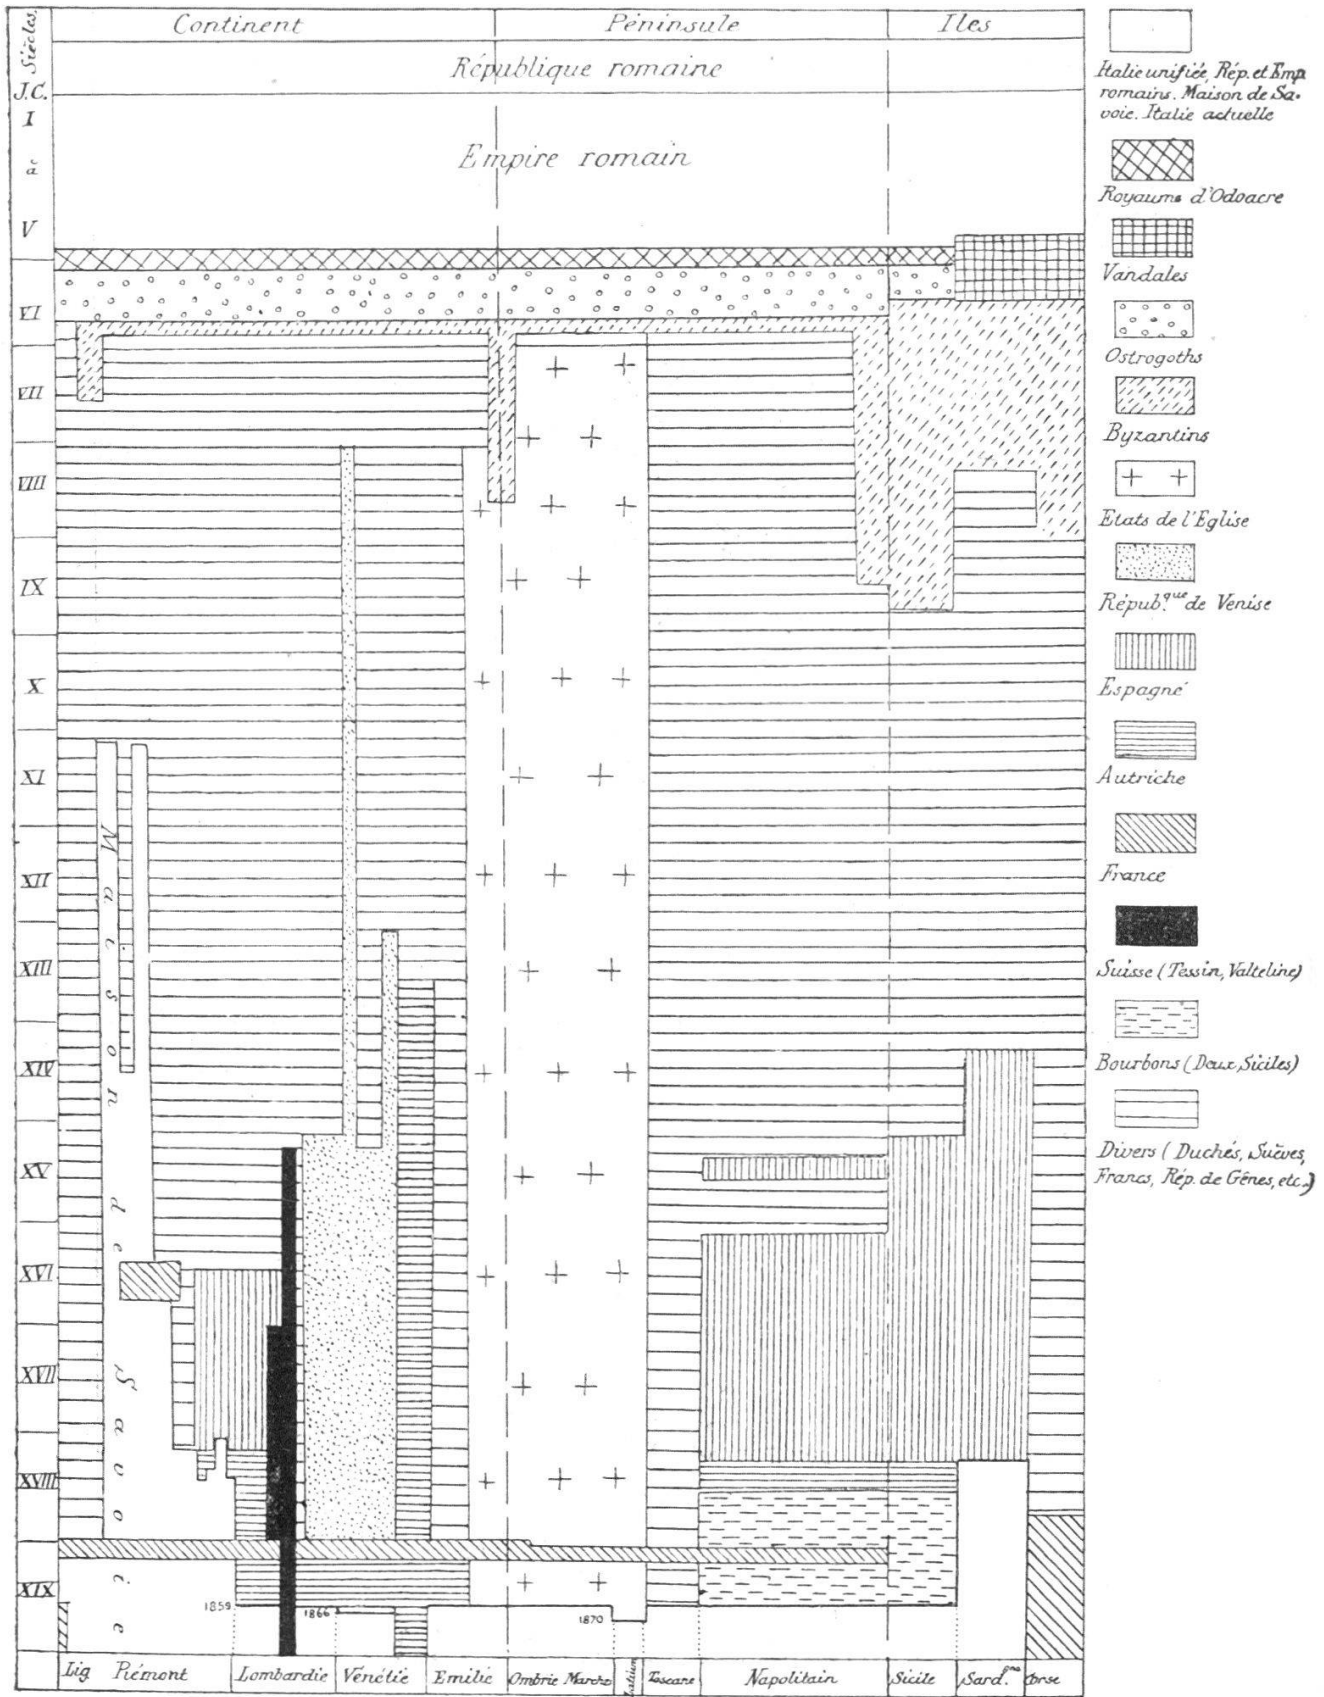 Siècles
Continent
Péninsule
Iles
République romaine
J.C.
I
à
V
Empire romain
VI
VII
VIII
IX
X
XI
XII
XIII
XIV
XV
XVI
XVII
XVIII
XIX
Maison de Savoie
1859
1866
1870
Lig
Piémont
Lombardie
Vénétie
Emilie
Ombrie Marche
Latium
Toscane
Napolitain
Sicile
Sard.gne
Corse
Italie unifiée, Rép. et Emp.
romains. Maison de Sa-
voie. Italie actuelle
Royaume d'Odoacre
Vandales
Ostrogoths
Byzantins
Etats de l'Eglise
Répub.que de Venise
Espagne
Autriche
France
Suisse (Tessin, Valteline)
Bourbons (Deux Siciles)
Divers (Duchés, Suèves,
Francs, Rép. de Gênes, etc.)